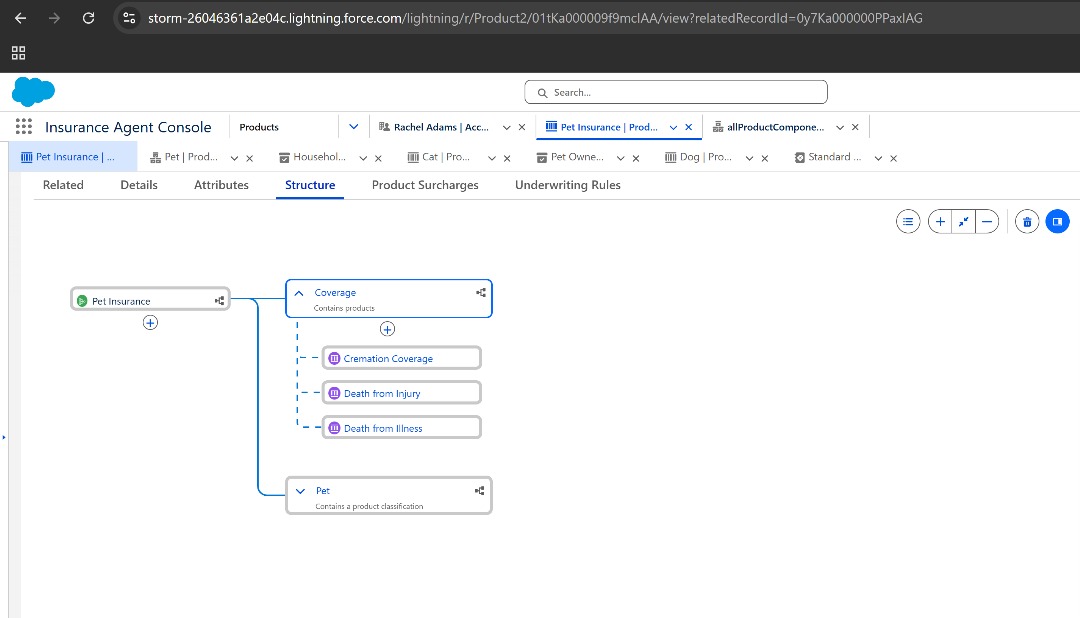 storm-26046361a2e04c.lightning.force.com/lightning/r/Product2/01tKa000009f9mcIAA/view?relatedRecordId=0y7Ka000000PPaxIAG
Search...
Insurance Agent Console
Products
Rachel Adams | Acc...
Pet Insurance | Prod...
allProductCompone...
Pet Insurance | ...
Pet | Prod...
Househol...
Cat | Pro...
Pet Owne...
Dog | Pro...
Standard ...
Related
Details
Attributes
Structure
Product Surcharges
Underwriting Rules
Pet Insurance
Coverage
Contains products
Cremation Coverage
Death from Injury
Death from Illness
Pet
Contains a product classification